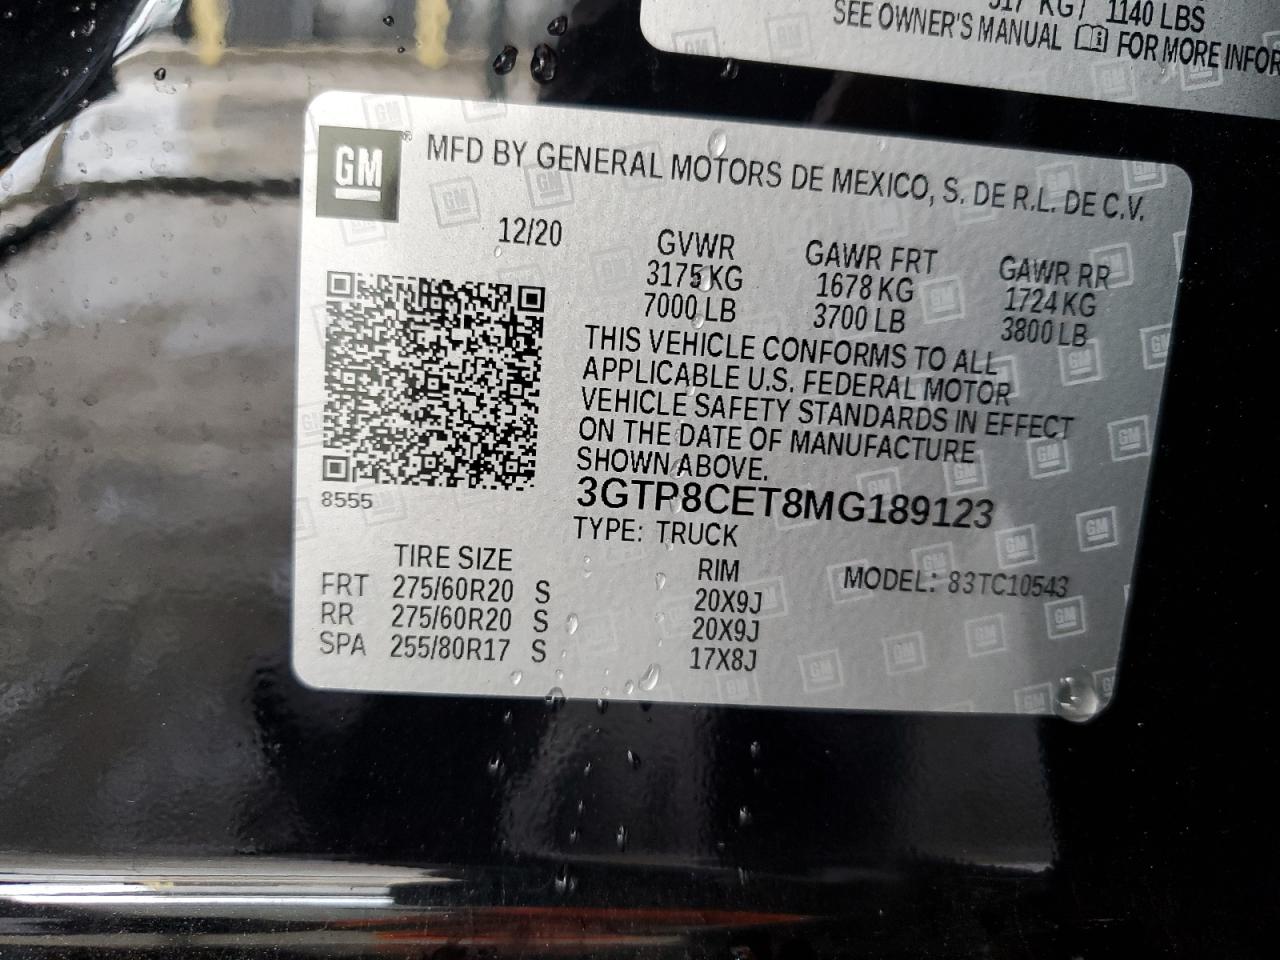 1140 LBS
SEE OWNER'S MANUAL FOR MORE
GM
MFD BY GENERAL MOTORS DE MEXICO, S. DE R.L. DE C.V.
12/20 GVWR GAWR FRT GAWR RR
3175 KG 1678 KG 1724 KG
7000 LB 3700 LB 3800 LB
THIS VEHICLE CONFORMS TO ALL
APPLICABLE U.S. FEDERAL MOTOR
VEHICLE SAFETY STANDARDS IN EFFECT
ON THE DATE OF MANUFACTURE
SHOWN ABOVE.
8555
3GTP8CET8MG189123
TYPE: TRUCK
TIRE SIZE RIM MODEL: 83TC10543
FRT 275/60R20 S 20X9J
RR 275/60R20 S 20X9J
SPA 255/80R17 S 17X8J